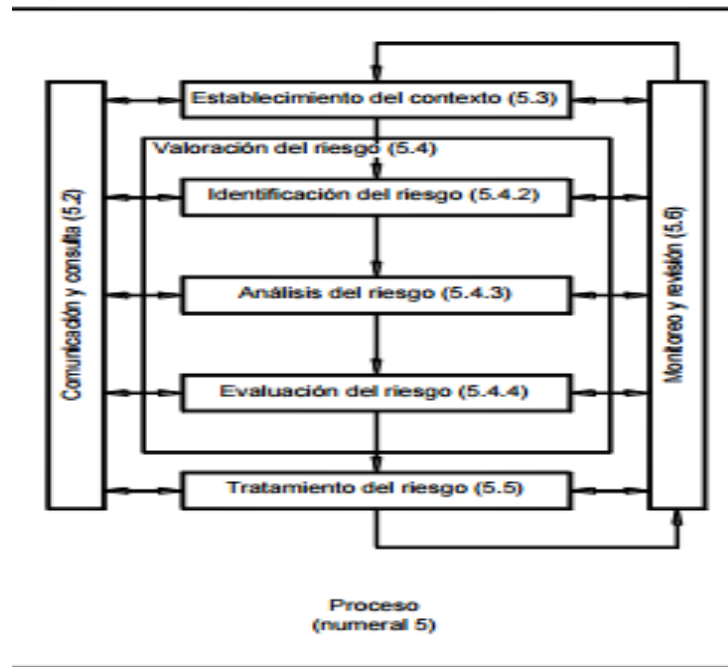 Establecimiento del contexto (5.3)
Valoración del riesgo (5.4)
Identificación del riesgo (5.4.2)
Análisis del riesgo (5.4.3)
Evaluación del riesgo (5.4.4)
Tratamiento del riesgo (5.5)
Comunicación y consulta (5.2)
Monitoreo y revisión (5.6)
Proceso
(numeral 5)